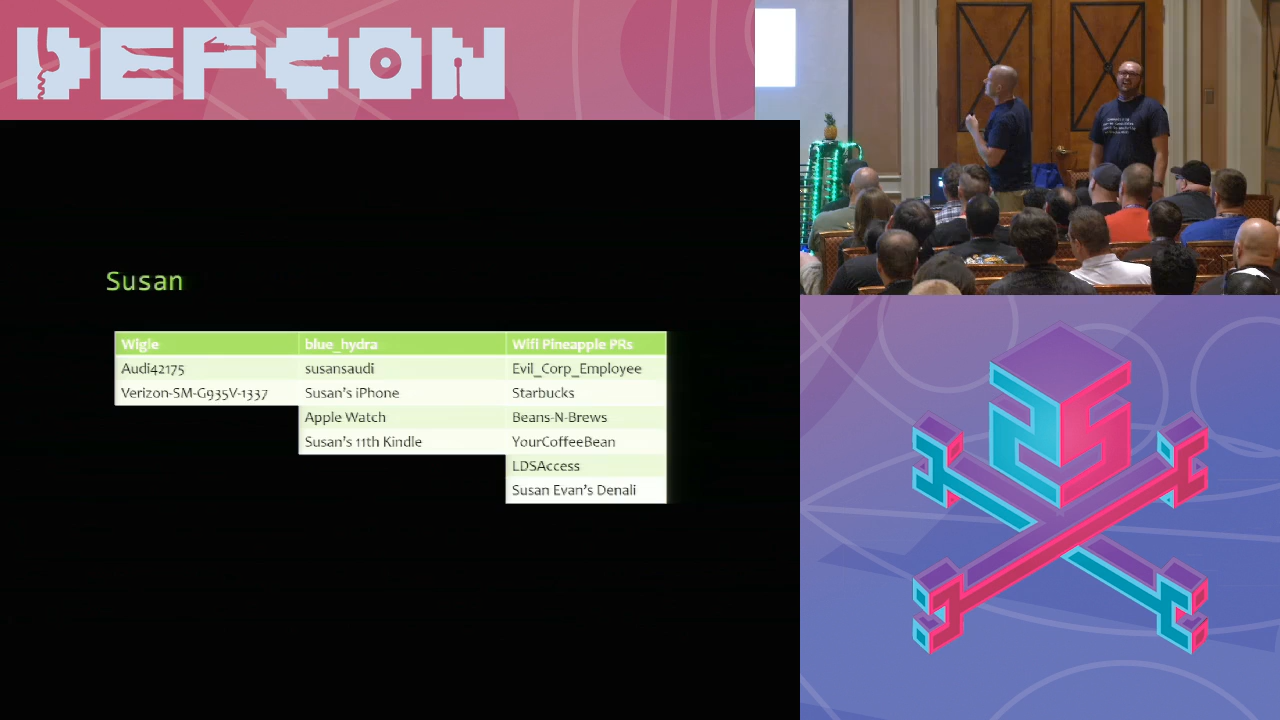 DEFCON
Susan
Wigle blue_hydra Wifi Pineapple PRs
Audi42175 susansaudi Evil_Corp_Employee
Verizon-SM-G935V-1337 Susan's iPhone Starbucks
Apple Watch Beans-N-Brews
Susan's 11th Kindle YourCoffeeBean
LDSAccess
Susan Evan's Denali